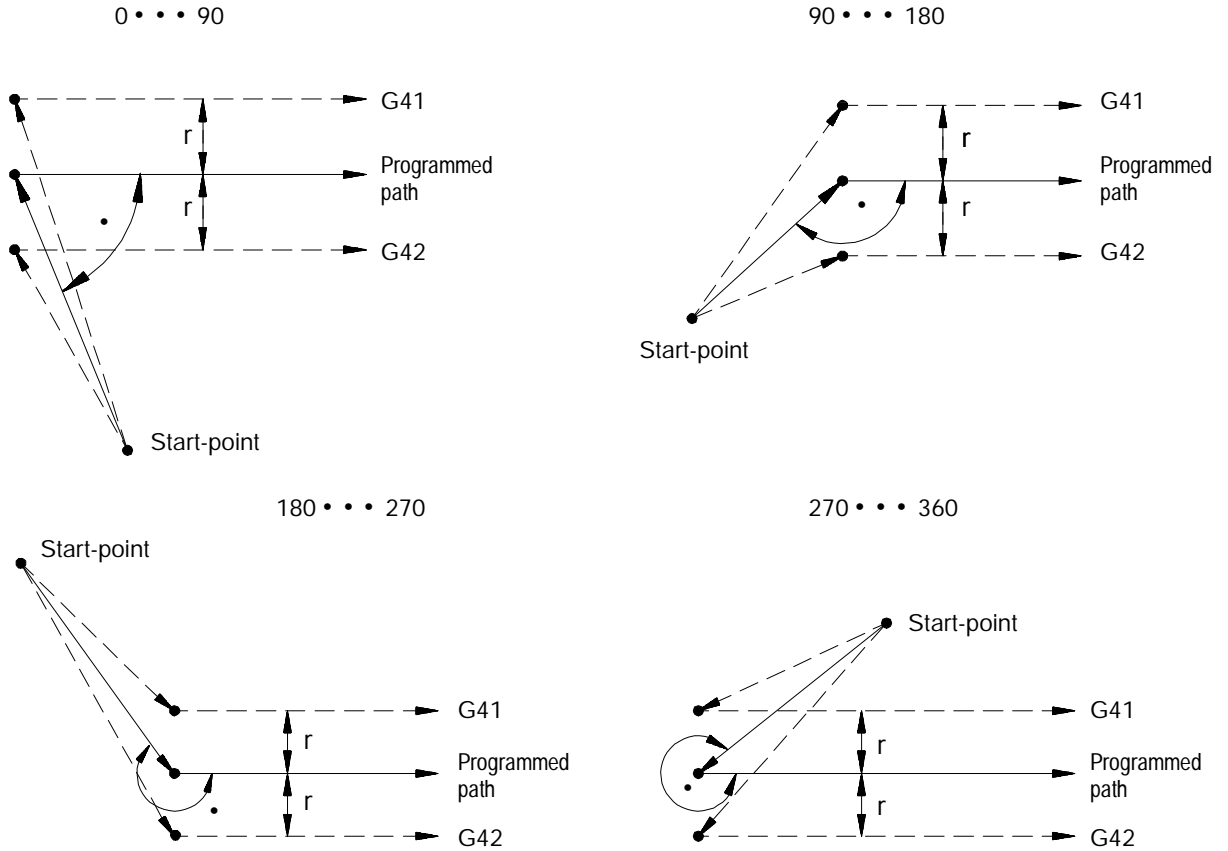 0 • • • 90
G41
r
Programmed
path
r
•
G42
Start-point
90 • • • 180
G41
r
Programmed
path
•
r
G42
Start-point
180 • • • 270
Start-point
G41
r
Programmed
path
r
•
G42
270 • • • 360
Start-point
G41
r
Programmed
path
•
r
G42